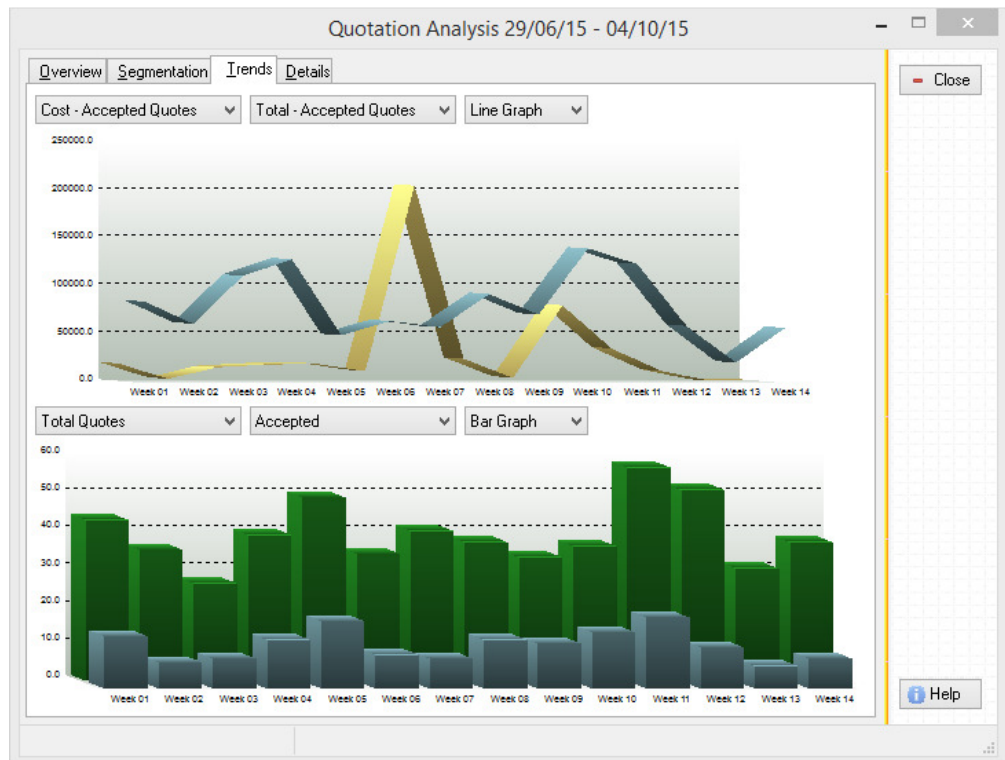 Quotation Analysis 29/06/15 - 04/10/15
Overview Segmentation Trends Details
Close
Cost - Accepted Quotes Total - Accepted Quotes Line Graph
250000.0
200000.0
150000.0
100000.0
50000.0
0.0
Week 01 Week 02 Week 03 Week 04 Week 05 Week 06 Week 07 Week 08 Week 09 Week 10 Week 11 Week 12 Week 13 Week 14
Total Quotes Accepted Bar Graph
60.0
50.0
40.0
30.0
20.0
10.0
0.0
Week 01 Week 02 Week 03 Week 04 Week 05 Week 06 Week 07 Week 08 Week 09 Week 10 Week 11 Week 12 Week 13 Week 14
Help